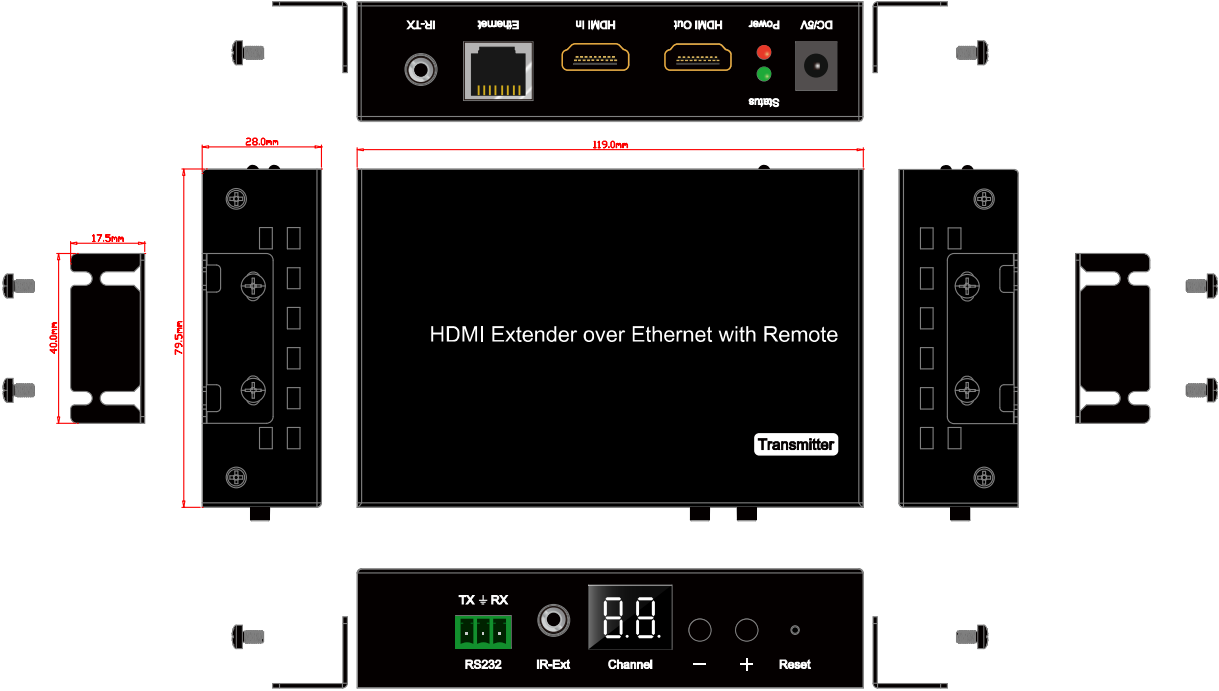 IR-TX Ethernet HDMI In HDMI Out Power DC/5V
Status
28.0mm
119.0mm
17.5mm
40.0mm
79.5mm
HDMI Extender over Ethernet with Remote
Transmitter
TX RX
8.8.
RS232 IR-Ext Channel − + Reset